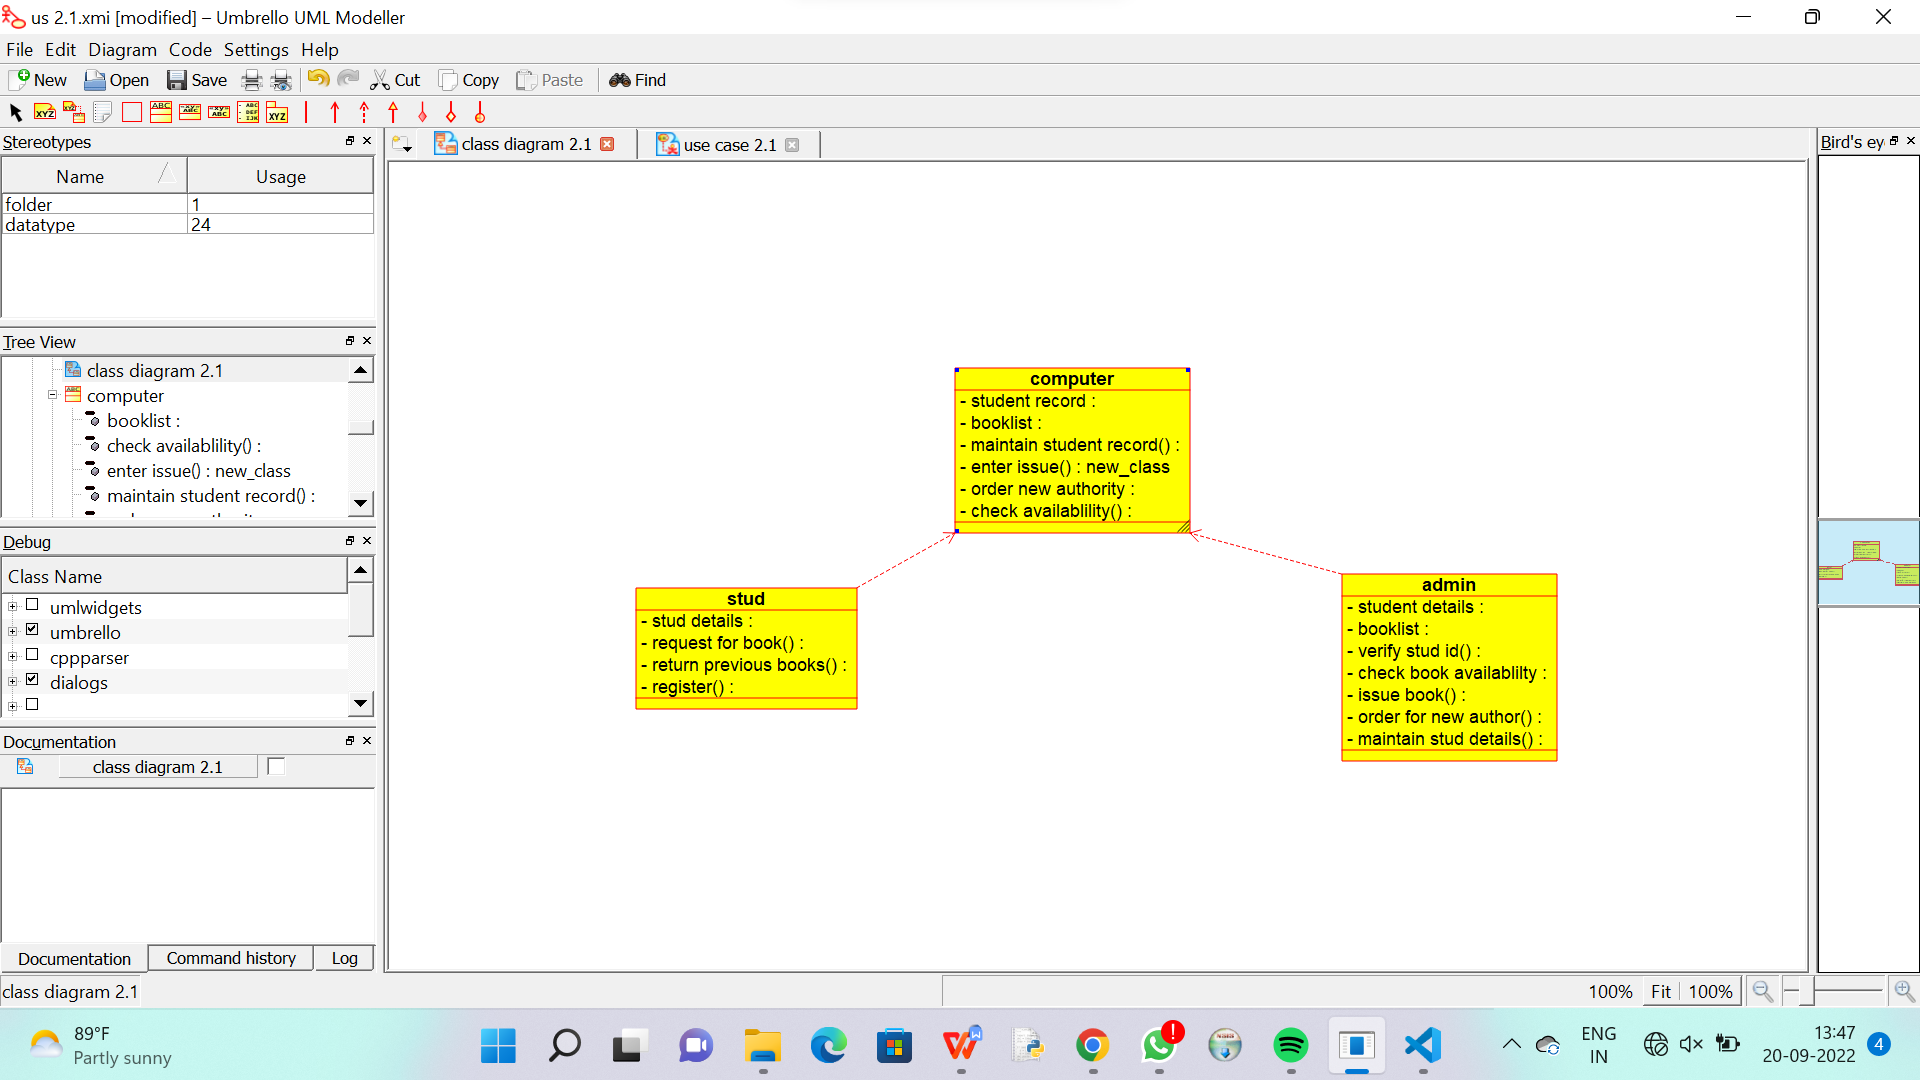 us 2.1.xmi [modified] – Umbrello UML Modeller
File Edit Diagram Code Settings Help
New Open Save Cut Copy Paste Find
Stereotypes
Name Usage
folder 1
datatype 24
Tree View
class diagram 2.1
computer
booklist :
check availablility() :
enter issue() : new_class
maintain student record() :
Debug
Class Name
umlwidgets
umbrello
cppparser
dialogs
Documentation
class diagram 2.1
Documentation Command history Log
class diagram 2.1
class diagram 2.1 use case 2.1
computer
- student record :
- booklist :
- maintain student record() :
- enter issue() : new_class
- order new authority :
- check availablility() :
stud
- stud details :
- request for book() :
- return previous books() :
- register() :
admin
- student details :
- booklist :
- verify stud id() :
- check book availablilty :
- issue book() :
- order for new author() :
- maintain stud details() :
Bird's ey
100% Fit 100%
89°F
Partly sunny
ENG
IN
13:47
20-09-2022
4